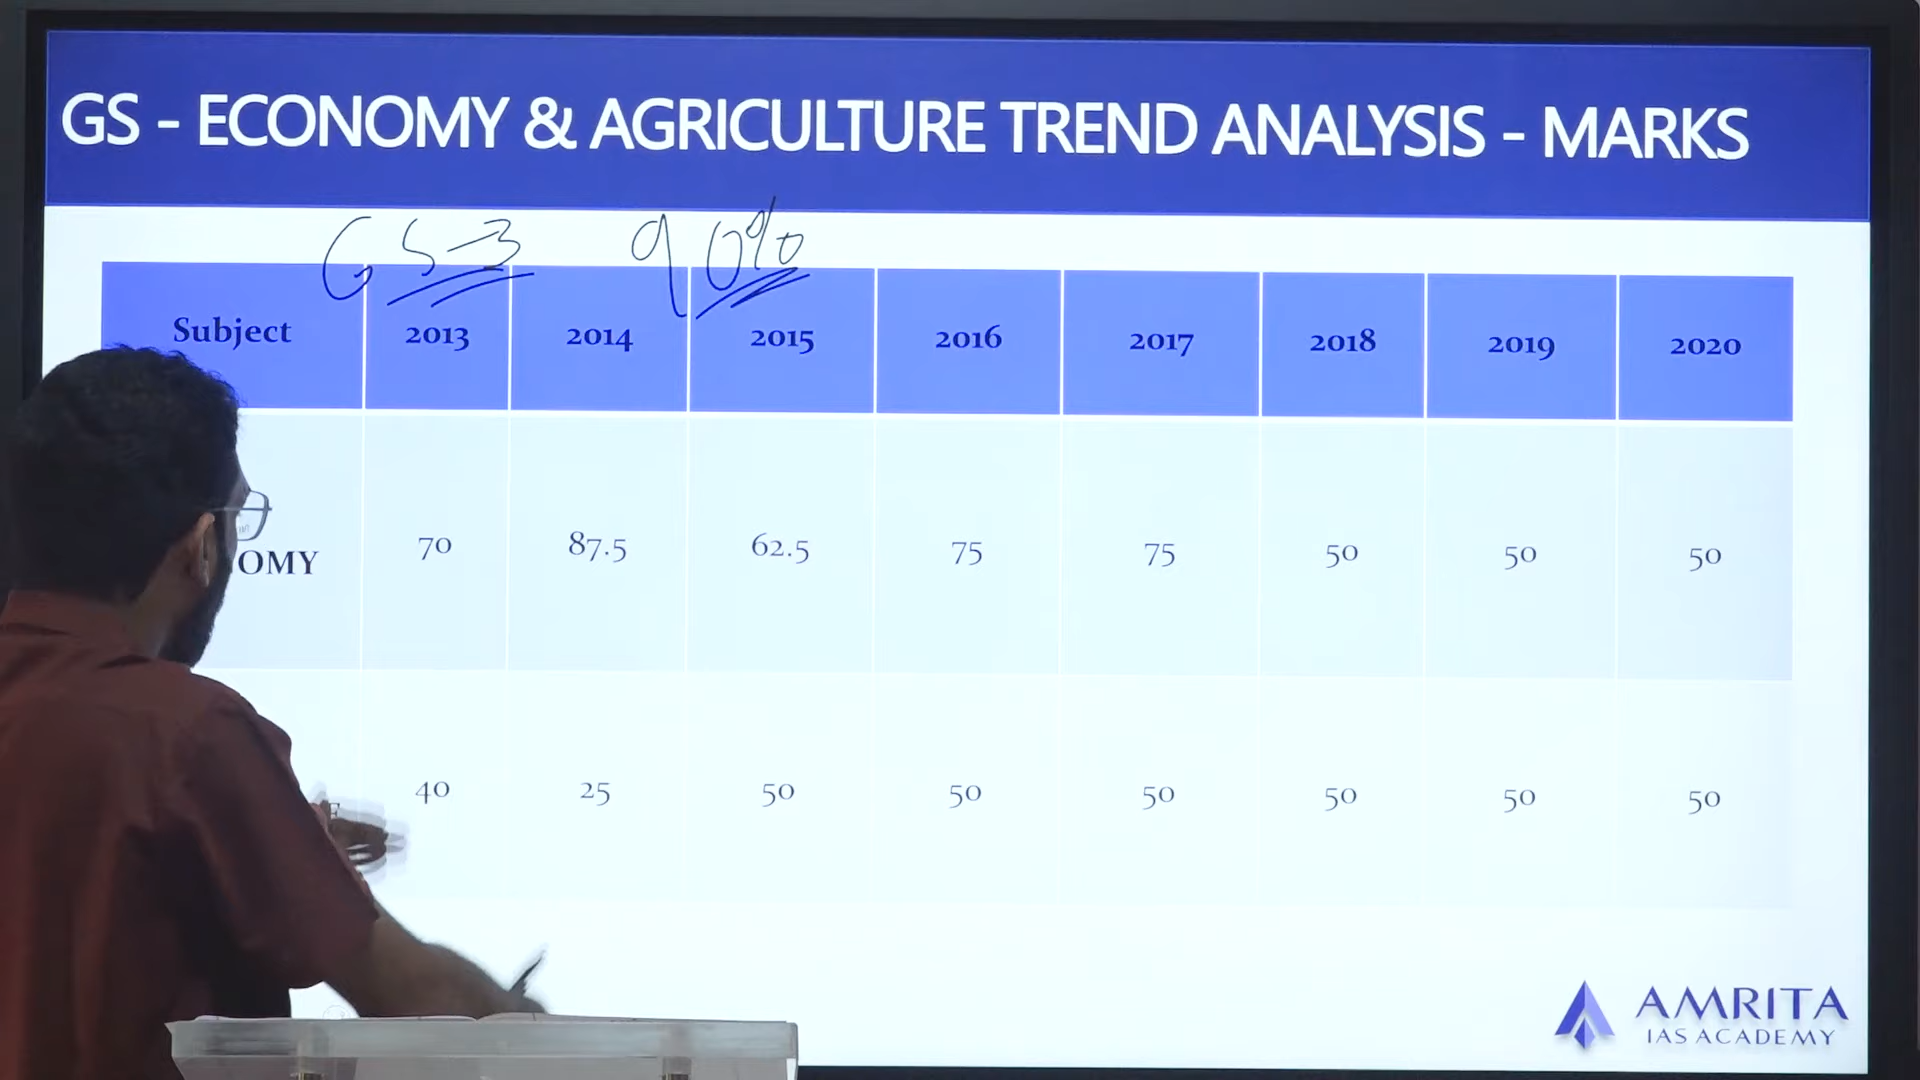 GS - ECONOMY & AGRICULTURE TREND ANALYSIS - MARKS
GS-3 90%
Subject 2013 2014 2015 2016 2017 2018 2019 2020
OMY 70 87.5 62.5 75 75 50 50 50
E 40 25 50 50 50 50 50 50
AMRITA
IAS ACADEMY